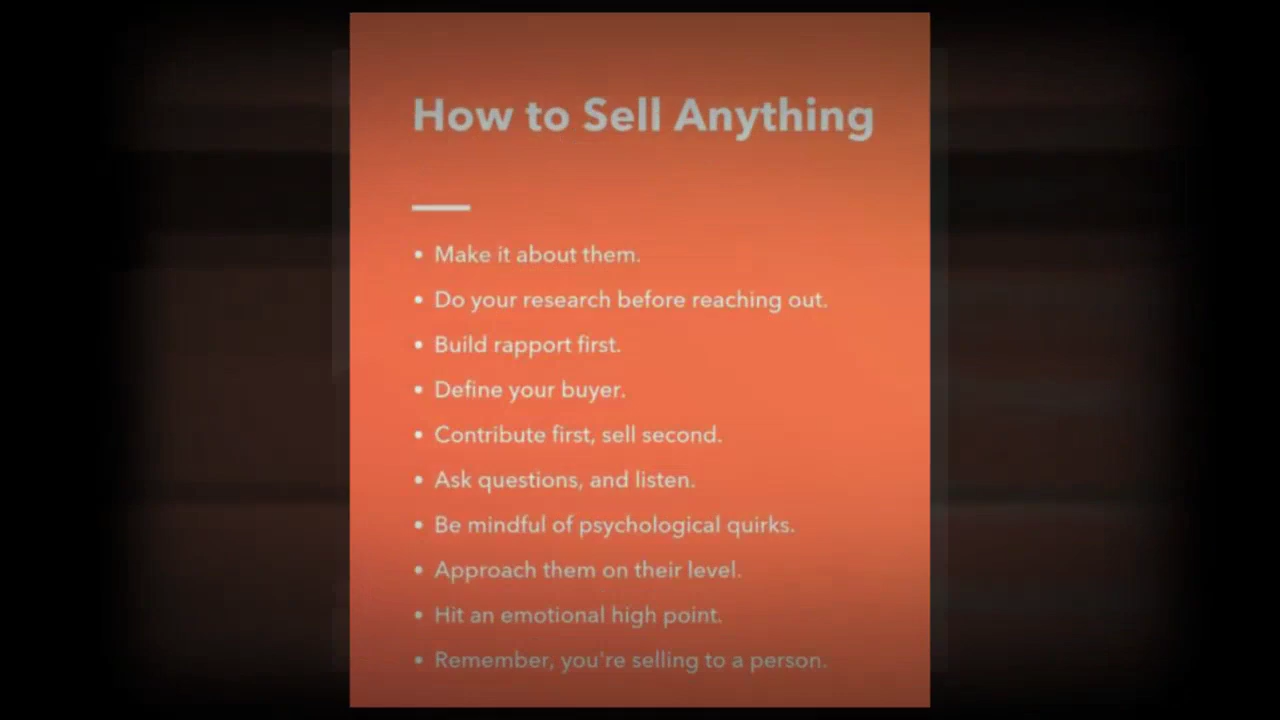 How to Sell Anything
• Make it about them.
• Do your research before reaching out.
• Build rapport first.
• Define your buyer.
• Contribute first, sell second.
• Ask questions, and listen.
• Be mindful of psychological quirks.
• Approach them on their level.
• Hit an emotional high point.
• Remember, you're selling to a person.